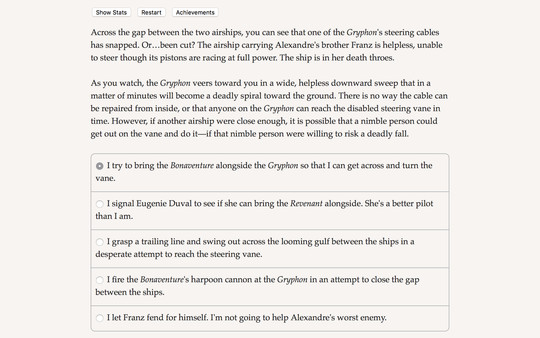 Show Stats Restart Achievements
Across the gap between the two airships, you can see that one of the Gryphon's steering cables
has snapped. Or…been cut? The airship carrying Alexandre's brother Franz is helpless, unable
to steer though its pistons are racing at full power. The ship is in her death throes.
As you watch, the Gryphon veers toward you in a wide, helpless downward sweep that in a
matter of minutes will become a deadly spiral toward the ground. There is no way the cable can
be repaired from inside, or that anyone on the Gryphon can reach the disabled steering vane in
time. However, if another airship were close enough, it is possible that a nimble person could
get out on the vane and do it—if that nimble person were willing to risk a deadly fall.
I try to bring the Bonaventure alongside the Gryphon so that I can get across and turn the
vane.
I signal Eugenie Duval to see if she can bring the Revenant alongside. She's a better pilot
than I am.
I grasp a trailing line and swing out across the looming gulf between the ships in a
desperate attempt to reach the steering vane.
I fire the Bonaventure's harpoon cannon at the Gryphon in an attempt to close the gap
between the ships.
I let Franz fend for himself. I'm not going to help Alexandre's worst enemy.